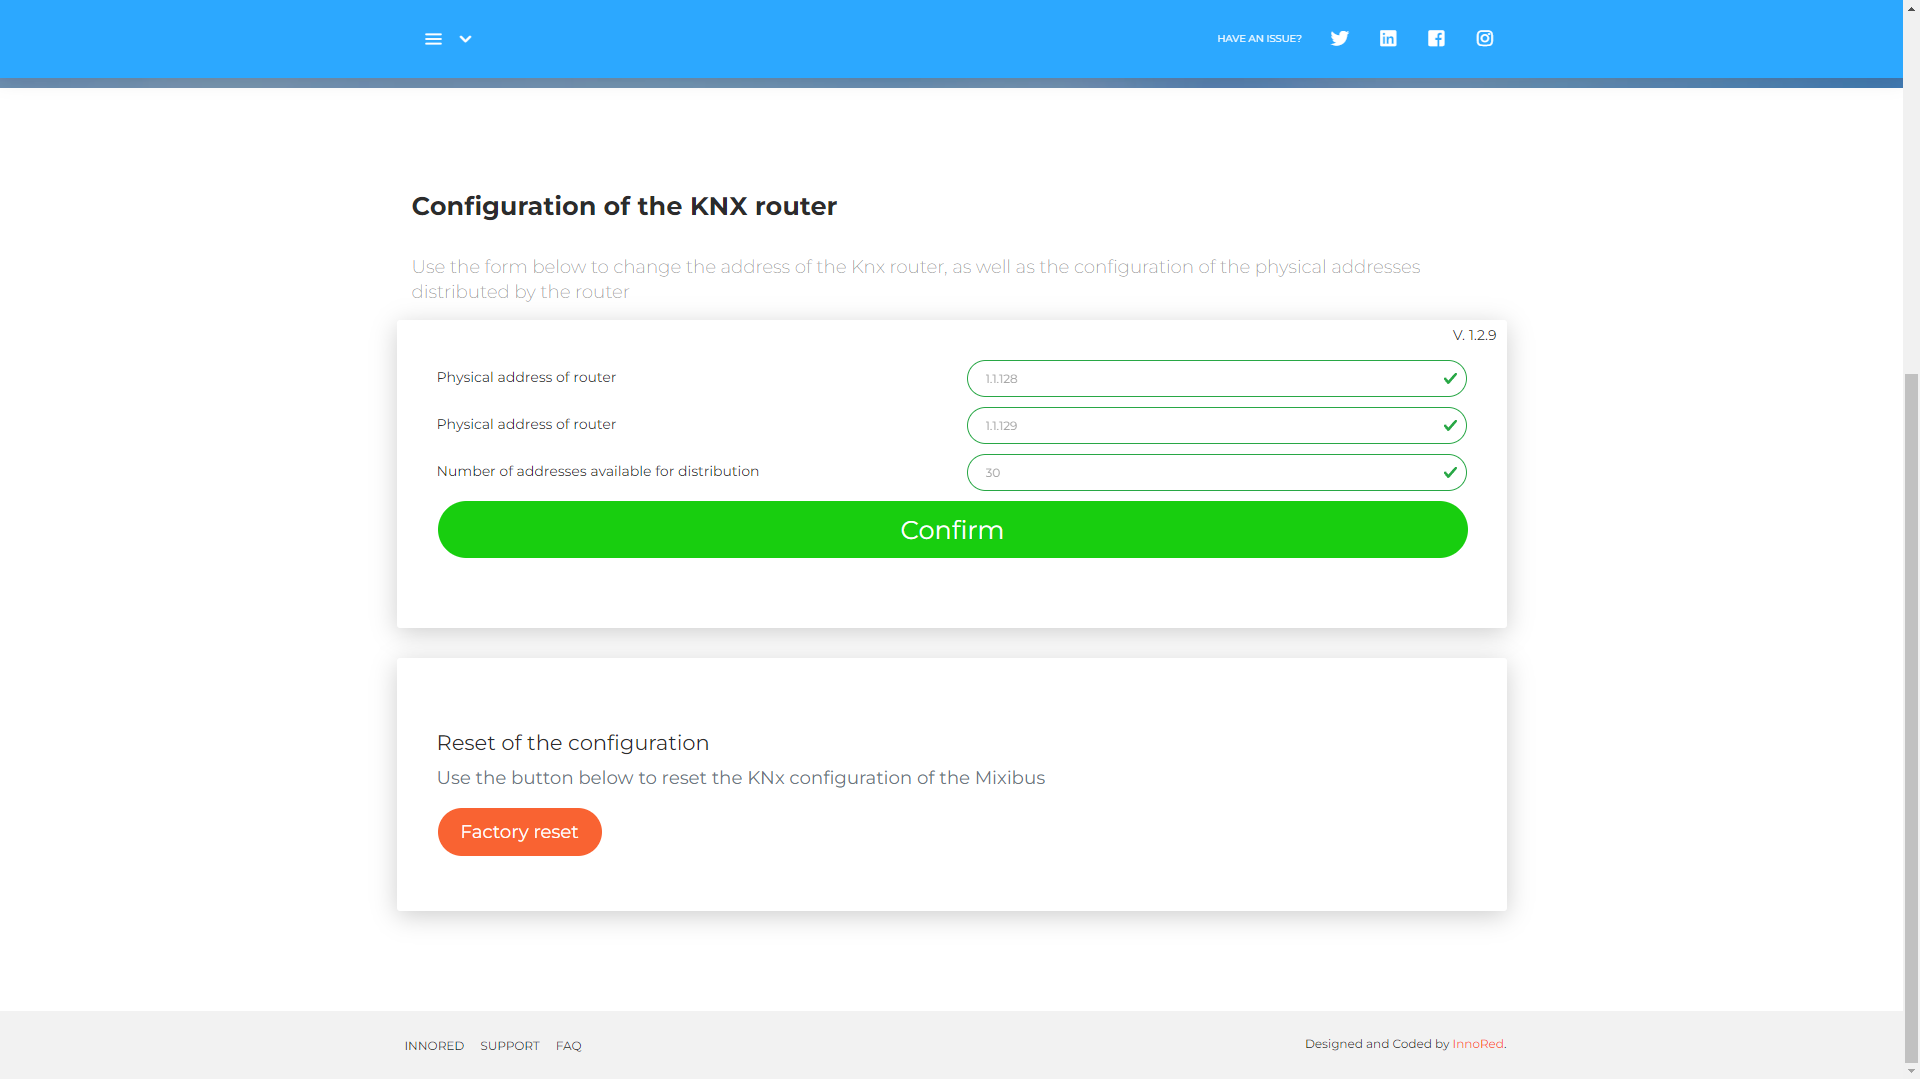 HAVE AN ISSUE?
Configuration of the KNX router
Use the form below to change the address of the Knx router, as well as the configuration of the physical addresses
distributed by the router
V. 1.2.9
Physical address of router
1.1.128
Physical address of router
1.1.129
Number of addresses available for distribution
30
Confirm
Reset of the configuration
Use the button below to reset the KNx configuration of the Mixibus
Factory reset
INNORED SUPPORT FAQ
Designed and Coded by InnoRed.